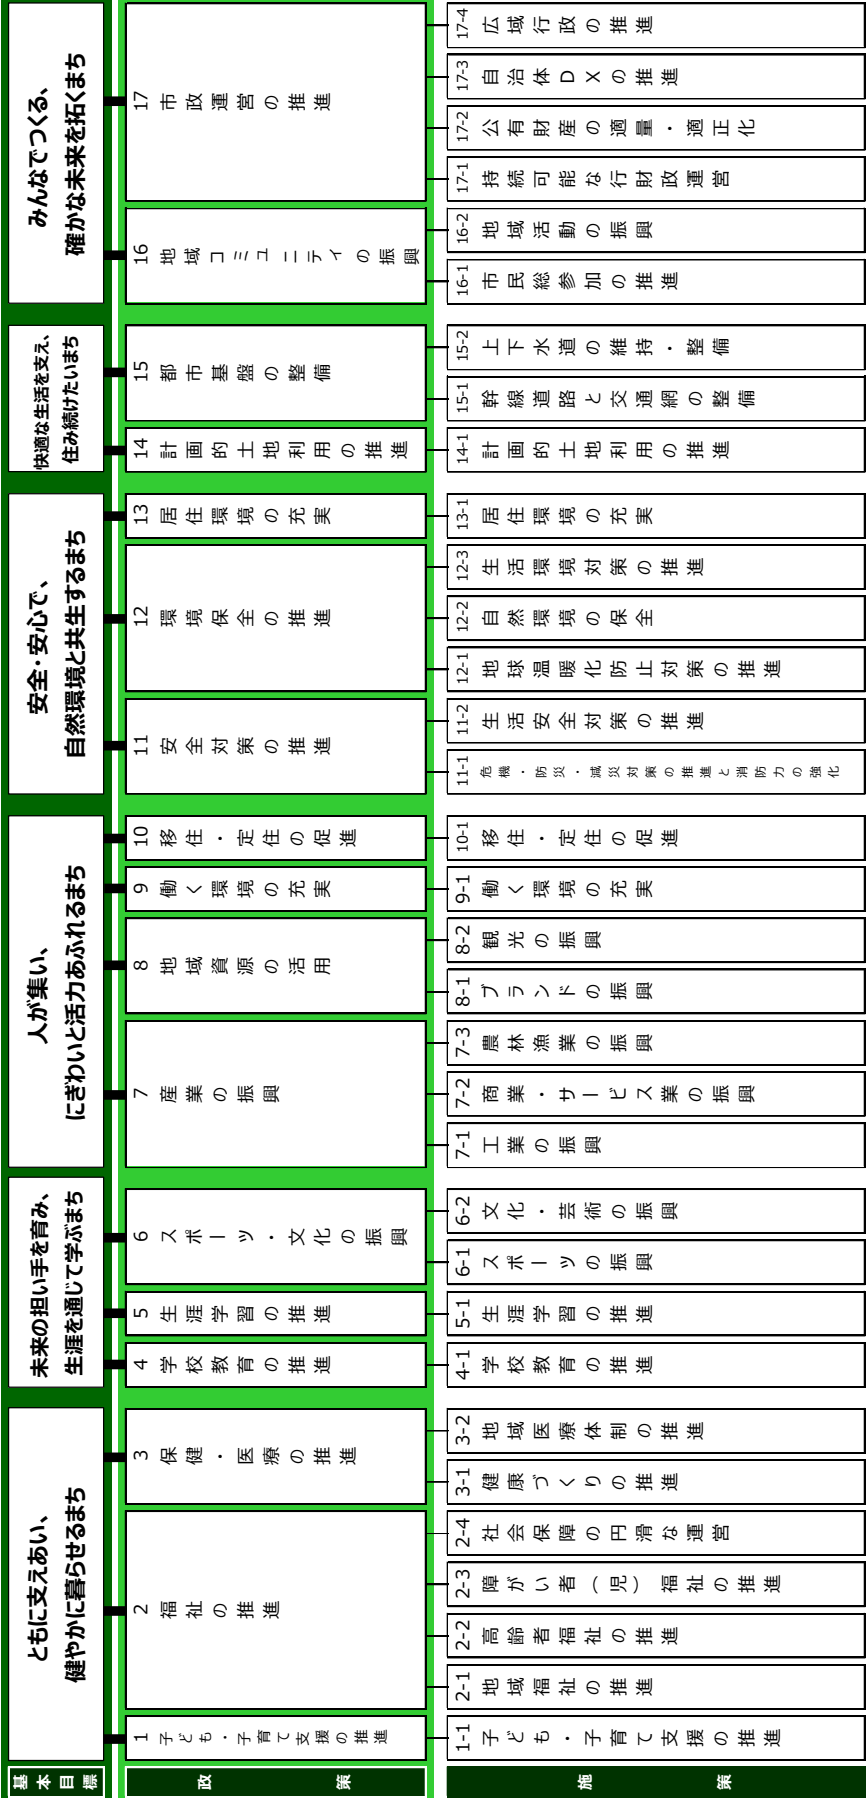 基本目標
政策
施策
ともに支えあい、
健やかに暮らせるまち
1 子ども・子育て支援の推進
1-1 子ども・子育て支援の推進
2 福祉の推進
2-1 地域福祉の推進
2-2 高齢者福祉の推進
2-3 障がい者（児）福祉の推進
2-4 社会保障の円滑な運営
3 保健・医療の推進
3-1 健康づくりの推進
3-2 地域医療体制の推進
未来の担い手を育み、
生涯を通じて学ぶまち
4 学校教育の推進
4-1 学校教育の推進
5 生涯学習の推進
5-1 生涯学習の推進
6 スポーツ・文化の振興
6-1 スポーツの振興
6-2 文化・芸術の振興
人が集い、
にぎわいと活力あふれるまち
7 産業の振興
7-1 工業の振興
7-2 商業・サービス業の振興
7-3 農林漁業の振興
8 地域資源の活用
8-1 ブランドの振興
8-2 観光の振興
9 働く環境の充実
9-1 働く環境の充実
10 移住・定住の促進
10-1 移住・定住の促進
安全・安心で、
自然環境と共生するまち
11 安全対策の推進
11-1 危機・防災・減災対策の推進と消防力の強化
11-2 生活安全対策の推進
12 環境保全の推進
12-1 地球温暖化防止対策の推進
12-2 自然環境の保全
12-3 生活環境対策の推進
13 居住環境の充実
13-1 居住環境の充実
快適な生活を支え、
住み続けたいまち
14 計画的土地利用の推進
14-1 計画的土地利用の推進
15 都市基盤の整備
15-1 幹線道路と交通網の整備
15-2 上下水道の維持・整備
みんなでつくる、
確かな未来を拓くまち
16 地域コミュニティの振興
16-1 市民総参加の推進
16-2 地域活動の振興
17 市政運営の推進
17-1 持続可能な行財政運営
17-2 公有財産の適量・適正化
17-3 自治体DXの推進
17-4 広域行政の推進